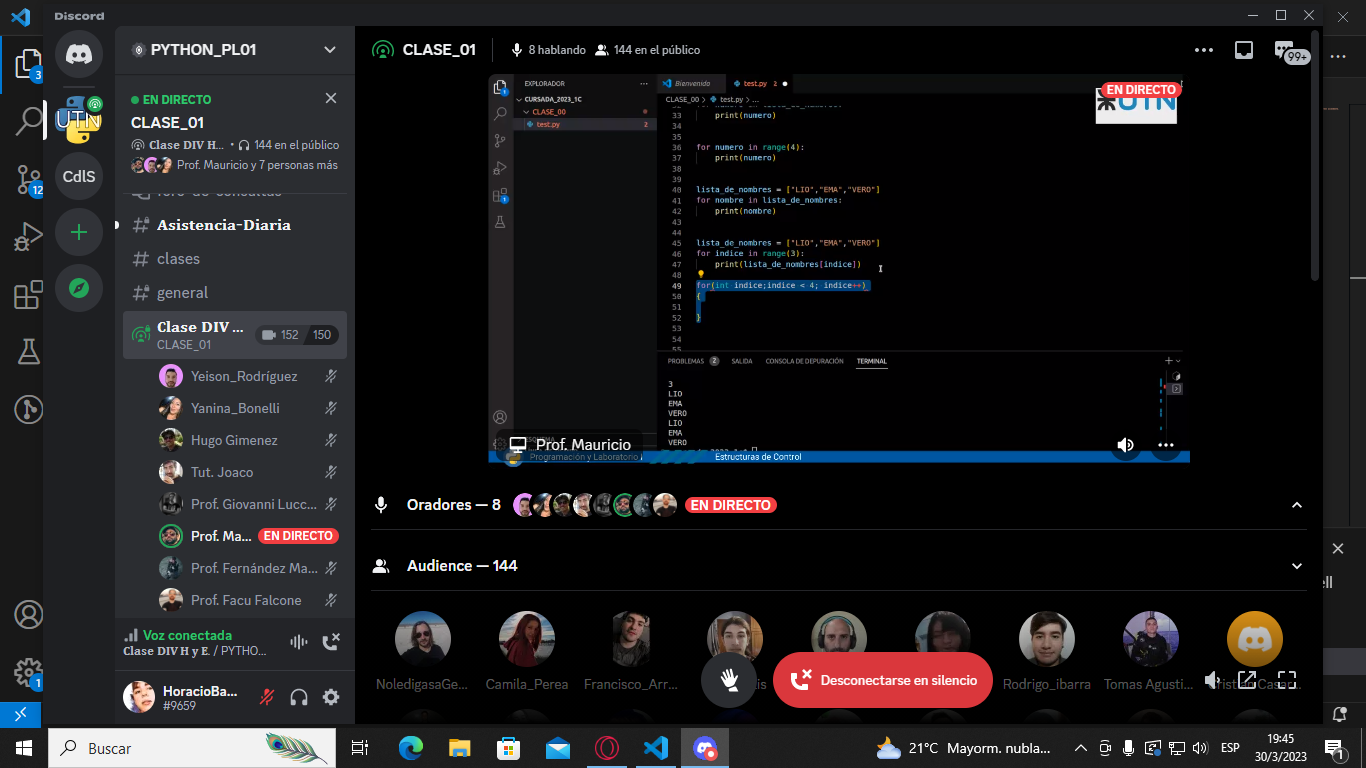 Discord
PYTHON_PL01
CLASE_01
8 hablando
144 en el público
99+
EN DIRECTO
CLASE_01
Clase DIV H... • 144 en el público
Prof. Mauricio y 7 personas más
foro-de-consultas
Asistencia-Diaria
clases
general
Clase DIV ...
152
150
CLASE_01
Yeison_Rodríguez
Yanina_Bonelli
Hugo Gimenez
Tut. Joaco
Prof. Giovanni Lucc...
Prof. Ma...
EN DIRECTO
Prof. Fernández Ma...
Prof. Facu Falcone
Voz conectada
Clase DIV H y E. / PYTHO...
HoracioBa...
#9659
UTN
CdlS
3
12
1
EXPLORADOR
CURSADA_2023_1C
CLASE_00
test.py
2
Bienvenido
test.py 2
CLASE_00 > test.py > ...
EN DIRECTO
UTN
33 print(numero)
34
35
36 for numero in range(4):
37 print(numero)
38
39
40 lista_de_nombres = ["LIO","EMA","VERO"]
41 for nombre in lista_de_nombres:
42 print(nombre)
43
44
45 lista_de_nombres = ["LIO","EMA","VERO"]
46 for indice in range(3):
47 print(lista_de_nombres[indice])
48
49 for(int indice;indice < 4; indice++)
50 {
51
52 }
53
54
55
PROBLEMAS 2
SALIDA
CONSOLA DE DEPURACIÓN
TERMINAL
3
LIO
EMA
VERO
LIO
EMA
VERO
Prof. Mauricio
Programación y Laboratorio I
Estructuras de Control
Oradores — 8
EN DIRECTO
Audience — 144
NoledigasaGe...
Camila_Perea
Francisco_Arr...
Rodrigo_ibarra
Tomas Agusti...
Desconectarse en silencio
Buscar
21°C Mayorm. nubla...
ESP
19:45
30/3/2023
1